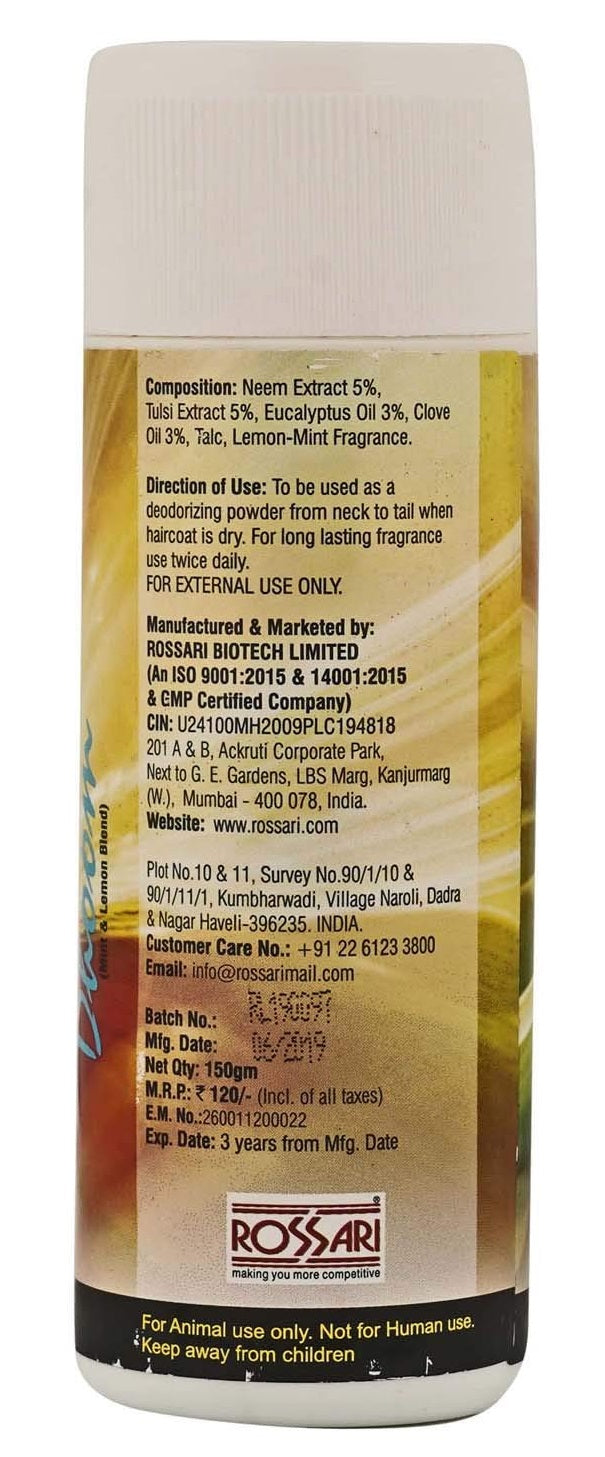 Composition: Neem Extract 5%,
Tulsi Extract 5%, Eucalyptus Oil 3%, Clove
Oil 3%, Talc, Lemon-Mint Fragrance.
Direction of Use: To be used as a
deodorizing powder from neck to tail when
haircoat is dry. For long lasting fragrance
use twice daily.
FOR EXTERNAL USE ONLY.
Manufactured & Marketed by:
ROSSARI BIOTECH LIMITED
(An ISO 9001:2015 & 14001:2015
& GMP Certified Company)
CIN: U24100MH2009PLC194818
201 A & B, Ackruti Corporate Park,
Next to G. E. Gardens, LBS Marg, Kanjurmarg
(W.), Mumbai - 400 078, India.
Website: www.rossari.com
Plot No.10 & 11, Survey No.90/1/10 &
90/1/11/1, Kumbharwadi, Village Naroli, Dadra
& Nagar Haveli-396235. INDIA.
Customer Care No.: +91 22 6123 3800
Email: info@rossarimail.com
Batch No.: RL190097
Mfg. Date: 06/2019
Net Qty: 150gm
M.R.P.: ₹ 120/- (Incl. of all taxes)
E.M. No.:260011200022
Exp. Date: 3 years from Mfg. Date
ROSSARI
®
making you more competitive
For Animal use only. Not for Human use.
Keep away from children
(Mint & Lemon Blend)